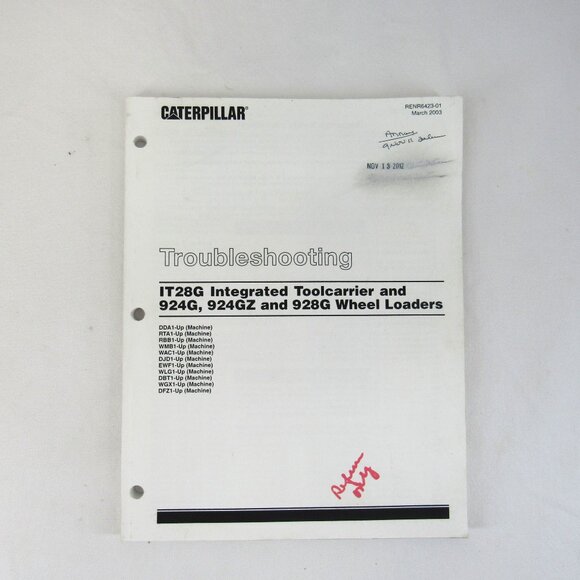 CATERPILLAR®
RENR6423-01
March 2003
NOV 13 2012
Troubleshooting
IT28G Integrated Toolcarrier and
924G, 924GZ and 928G Wheel Loaders
DDA1-Up (Machine)
RTA1-Up (Machine)
RBB1-Up (Machine)
WMB1-Up (Machine)
WAC1-Up (Machine)
DJD1-Up (Machine)
EWF1-Up (Machine)
WLG1-Up (Machine)
DBT1-Up (Machine)
WGX1-Up (Machine)
DFZ1-Up (Machine)
only